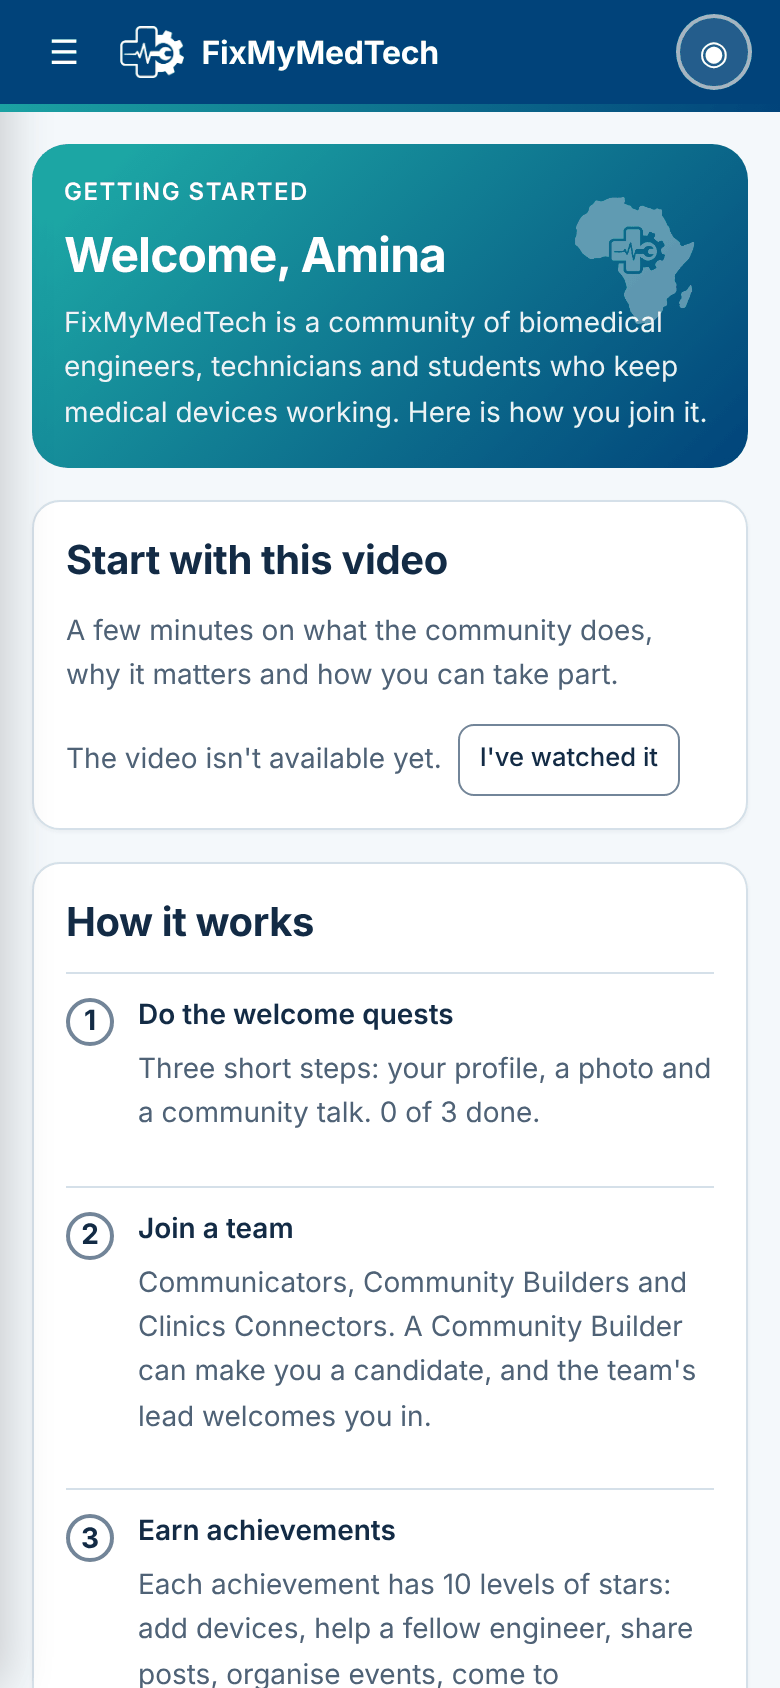 FixMyMedTech
GETTING STARTED
Welcome, Amina
FixMyMedTech is a community of biomedical
engineers, technicians and students who keep
medical devices working. Here is how you join it.
Start with this video
A few minutes on what the community does,
why it matters and how you can take part.
The video isn't available yet.
I've watched it
How it works
1
Do the welcome quests
Three short steps: your profile, a photo and
a community talk. 0 of 3 done.
2
Join a team
Communicators, Community Builders and
Clinics Connectors. A Community Builder
can make you a candidate, and the team's
lead welcomes you in.
3
Earn achievements
Each achievement has 10 levels of stars:
add devices, help a fellow engineer, share
posts, organise events, come to